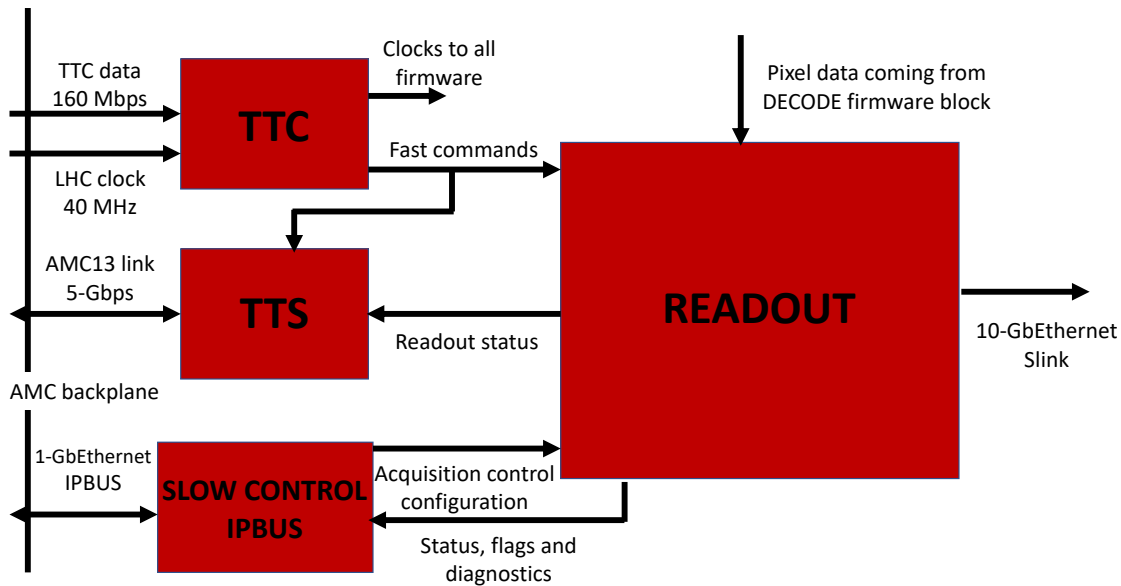 TTC data
160 Mbps
LHC clock
40 MHz
TTC
Clocks to all
firmware
Fast commands
Pixel data coming from
DECODE firmware block
AMC13 link
5-Gbps
TTS
Readout status
READOUT
10-GbEthernet
Slink
AMC backplane
1-GbEthernet
IPBUS
SLOW CONTROL
IPBUS
Acquisition control
configuration
Status, flags and
diagnostics